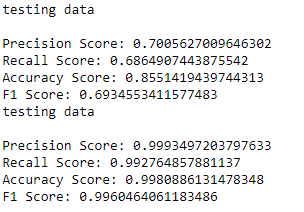 testing data
Precision Score: 0.7005627009646302
Recall Score: 0.6864907443875542
Accuracy Score: 0.8551419439744313
F1 Score: 0.6934553411577483
testing data
Precision Score: 0.9993497203797633
Recall Score: 0.992764857881137
Accuracy Score: 0.9980886131478348
F1 Score: 0.9960464061183486